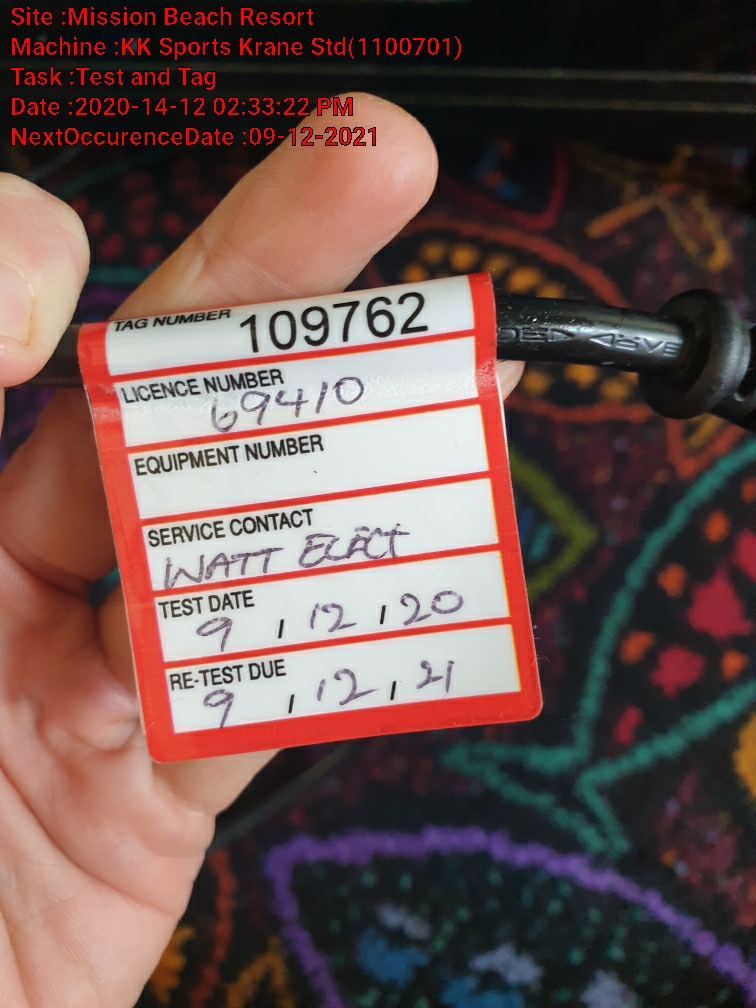 Site :Mission Beach Resort
Machine :KK Sports Krane Std(1100701)
Task :Test and Tag
Date :2020-14-12 02:33:22 PM
NextOccurenceDate :09-12-2021
TAG NUMBER 109762
LICENCE NUMBER
69410
EQUIPMENT NUMBER
SERVICE CONTACT
WATT ELECT
TEST DATE
9 , 12 , 20
RE-TEST DUE
9 , 12 , 21